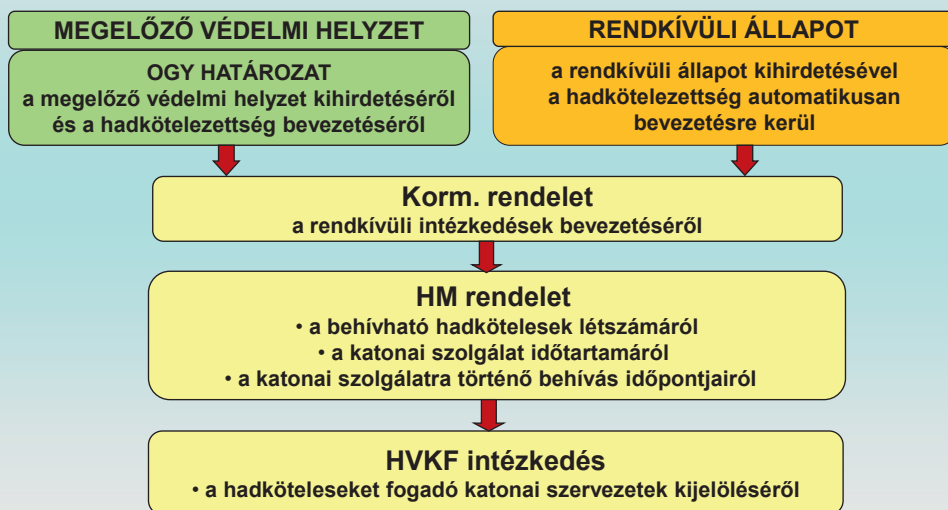 MEGELŐZŐ VÉDELMI HELYZET
OGY HATÁROZAT
a megelőző védelmi helyzet kihirdetéséről
és a hadkötelezettség bevezetéséről
RENDKÍVÜLI ÁLLAPOT
a rendkívüli állapot kihirdetésével
a hadkötelezettség automatikusan
bevezetésre kerül
Korm. rendelet
a rendkívüli intézkedések bevezetéséről
HM rendelet
• a behívható hadkötelesek létszámáról
• a katonai szolgálat időtartamáról
• a katonai szolgálatra történő behívás időpontjairól
HVKF intézkedés
• a hadköteleseket fogadó katonai szervezetek kijelöléséről